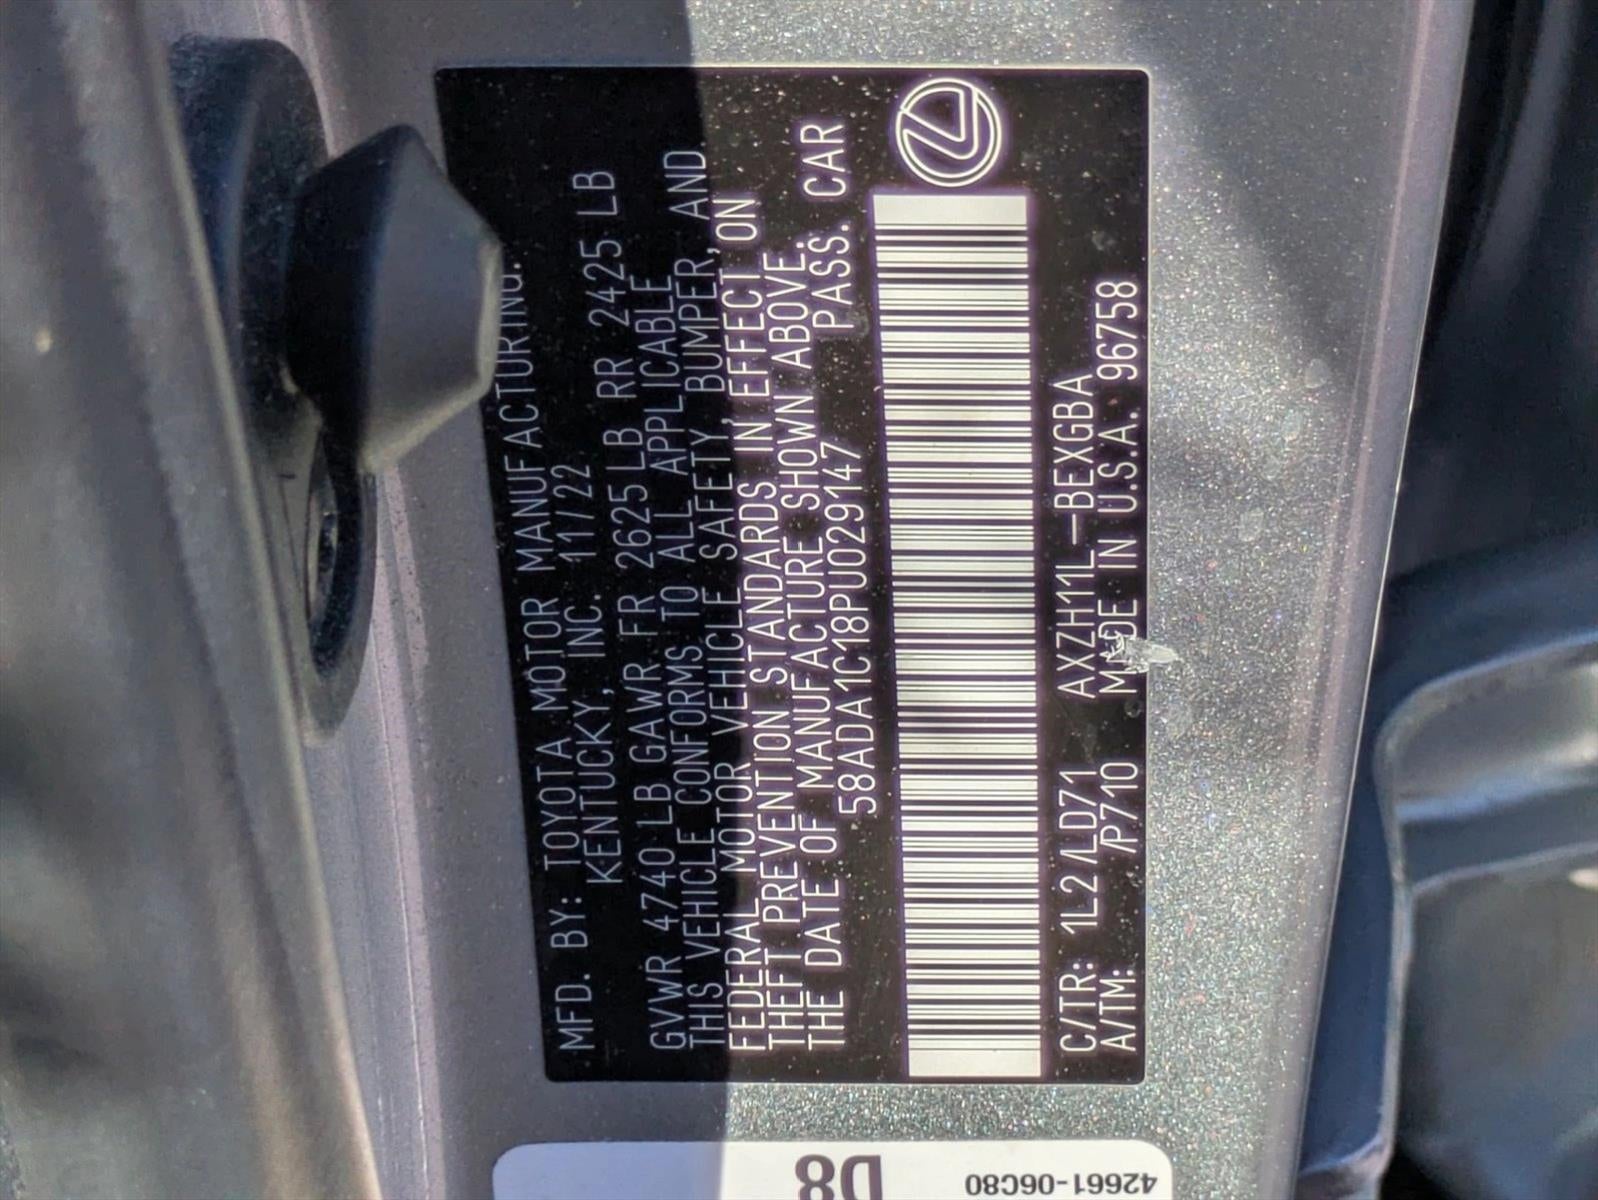 MFD. BY: TOYOTA MOTOR MANUFACTURING.
KENTUCKY, INC. 11/22
GVWR 4740 LB GAWR FR 2625 LB RR 2425 LB
THIS VEHICLE CONFORMS TO ALL APPLICABLE
FEDERAL MOTOR VEHICLE SAFETY, BUMPER, AND
THEFT PREVENTION STANDARDS IN EFFECT ON
THE DATE OF MANUFACTURE SHOWN ABOVE.
58ADA1C18PU029147 PASS. CAR
C/TR: 1L2/LD71 AXZH11L-BEXGBA
A/TM: /P710 MADE IN U.S.A. 96758
D8
42661-06C80